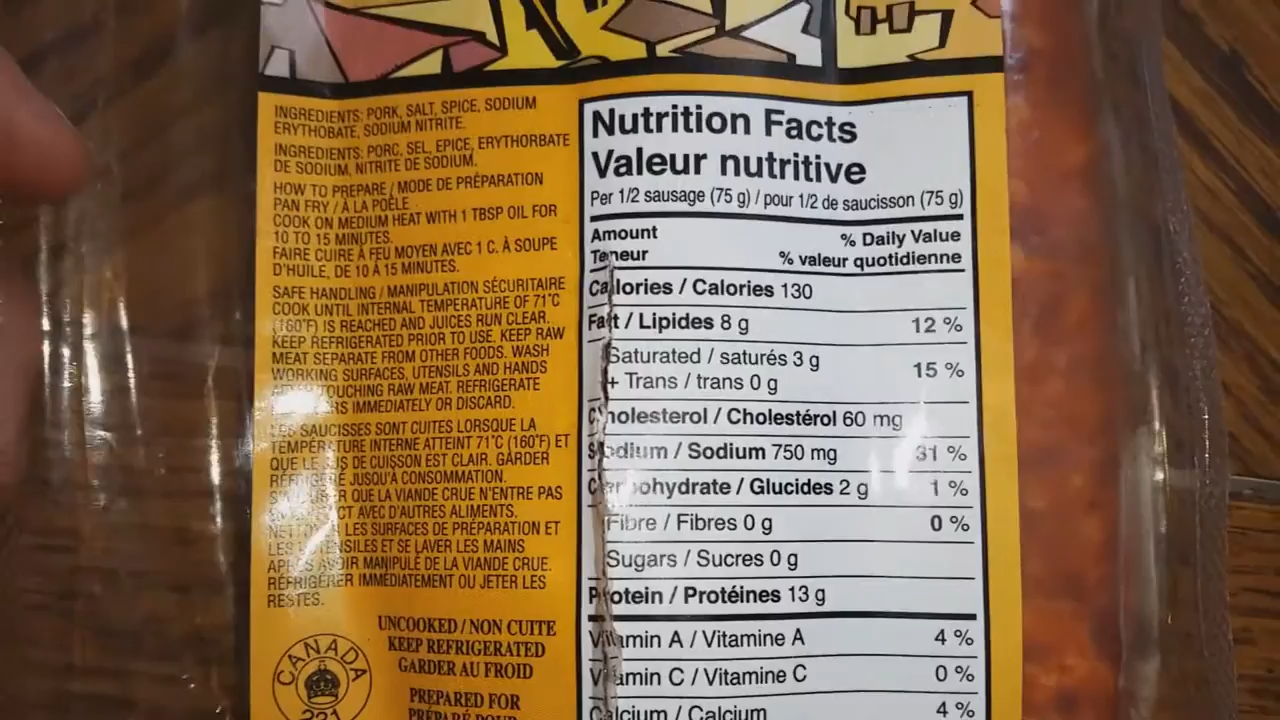 INGREDIENTS: PORK, SALT, SPICE, SODIUM
ERYTHOBATE, SODIUM NITRITE.
INGREDIENTS: PORC, SEL, EPICE, ERYTHORBATE
DE SODIUM, NITRITE DE SODIUM.
HOW TO PREPARE / MODE DE PRÉPARATION
PAN FRY / À LA POÊLE
COOK ON MEDIUM HEAT WITH 1 TBSP OIL FOR
10 TO 15 MINUTES.
FAIRE CUIRE À FEU MOYEN AVEC 1 C. À SOUPE
D'HUILE, DE 10 À 15 MINUTES.
SAFE HANDLING / MANIPULATION SÉCURITAIRE
COOK UNTIL INTERNAL TEMPERATURE OF 71°C
(160°F) IS REACHED AND JUICES RUN CLEAR.
KEEP REFRIGERATED PRIOR TO USE. KEEP RAW
MEAT SEPARATE FROM OTHER FOODS. WASH
WORKING SURFACES, UTENSILS AND HANDS
TOUCHING RAW MEAT. REFRIGERATE
IMMEDIATELY OR DISCARD.
LES SAUCISSES SONT CUITES LORSQUE LA
TEMPÉRATURE INTERNE ATTEINT 71°C (160°F) ET
QUE LE JUS DE CUISSON EST CLAIR. GARDER
RÉFRIGÉRÉ JUSQU'À CONSOMMATION.
QUE LA VIANDE CRUE N'ENTRE PAS
AVEC D'AUTRES ALIMENTS.
LES SURFACES DE PRÉPARATION ET
LES USTENSILES ET SE LAVER LES MAINS
APRÈS AVOIR MANIPULÉ DE LA VIANDE CRUE.
RÉFRIGÉRER IMMÉDIATEMENT OU JETER LES
RESTES.
UNCOOKED / NON CUITE
KEEP REFRIGERATED
GARDER AU FROID
PREPARED FOR
PRÉPARÉ POUR
CANADA
221
Nutrition Facts
Valeur nutritive
Per 1/2 sausage (75 g) / pour 1/2 de saucisson (75 g)
Amount % Daily Value
Teneur % valeur quotidienne
Calories / Calories 130
Fat / Lipides 8 g 12 %
Saturated / saturés 3 g
+ Trans / trans 0 g 15 %
Cholesterol / Cholestérol 60 mg
Sodium / Sodium 750 mg 31 %
Carbohydrate / Glucides 2 g 1 %
Fibre / Fibres 0 g 0 %
Sugars / Sucres 0 g
Protein / Protéines 13 g
Vitamin A / Vitamine A 4 %
Vitamin C / Vitamine C 0 %
Calcium / Calcium 4 %